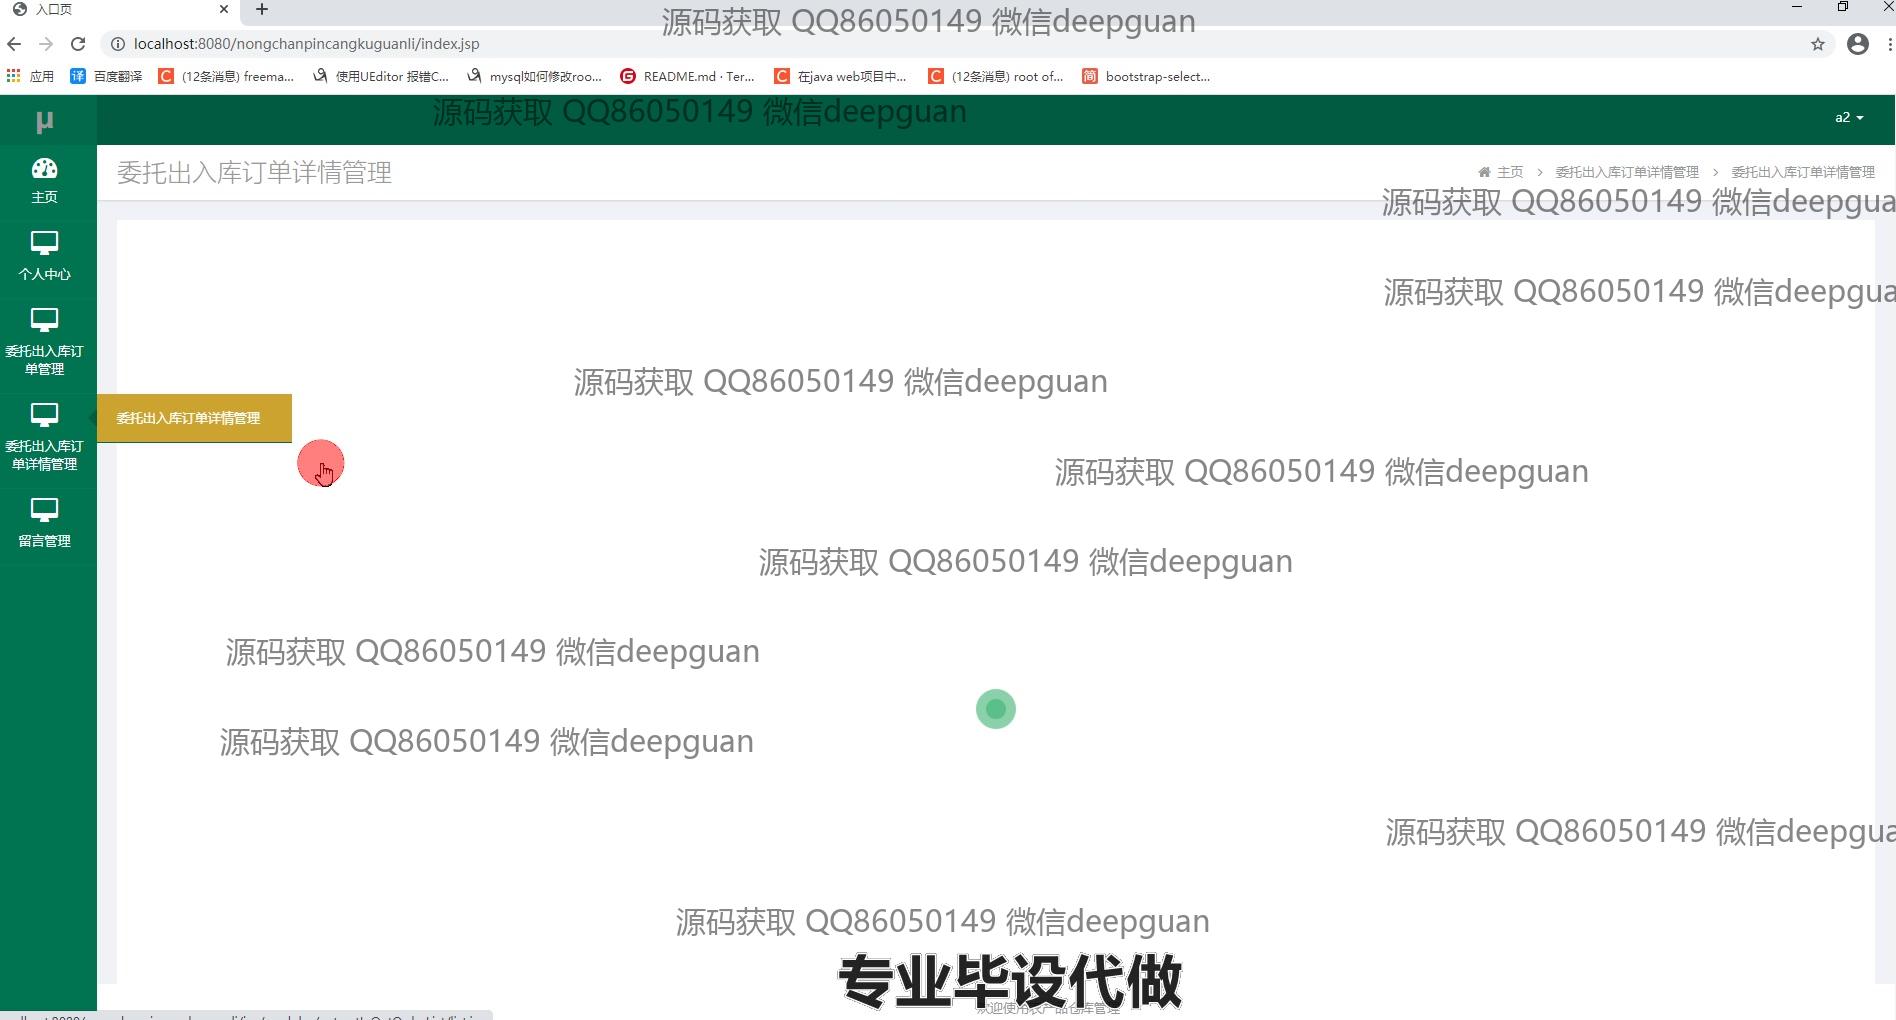 入口页
源码获取 QQ86050149 微信deepguan
localhost:8080/nongchanpincangkuguanli/index.jsp
应用 百度翻译 (12条消息) freema... 使用UEditor 报错C... mysql如何修改roo... README.md · Ter... 在java web项目中... (12条消息) root of... bootstrap-select...
源码获取 QQ86050149 微信deepguan
μ
a2
主页
委托出入库订单详情管理
主页 > 委托出入库订单详情管理 > 委托出入库订单详情管理
源码获取 QQ86050149 微信deepgua
个人中心
源码获取 QQ86050149 微信deepgua
委托出入库订
单管理
源码获取 QQ86050149 微信deepguan
委托出入库订单详情管理
委托出入库订
单详情管理
源码获取 QQ86050149 微信deepguan
留言管理
源码获取 QQ86050149 微信deepguan
源码获取 QQ86050149 微信deepguan
源码获取 QQ86050149 微信deepguan
源码获取 QQ86050149 微信deepgua
源码获取 QQ86050149 微信deepguan
专业毕设代做
欢迎使用农产品仓库管理